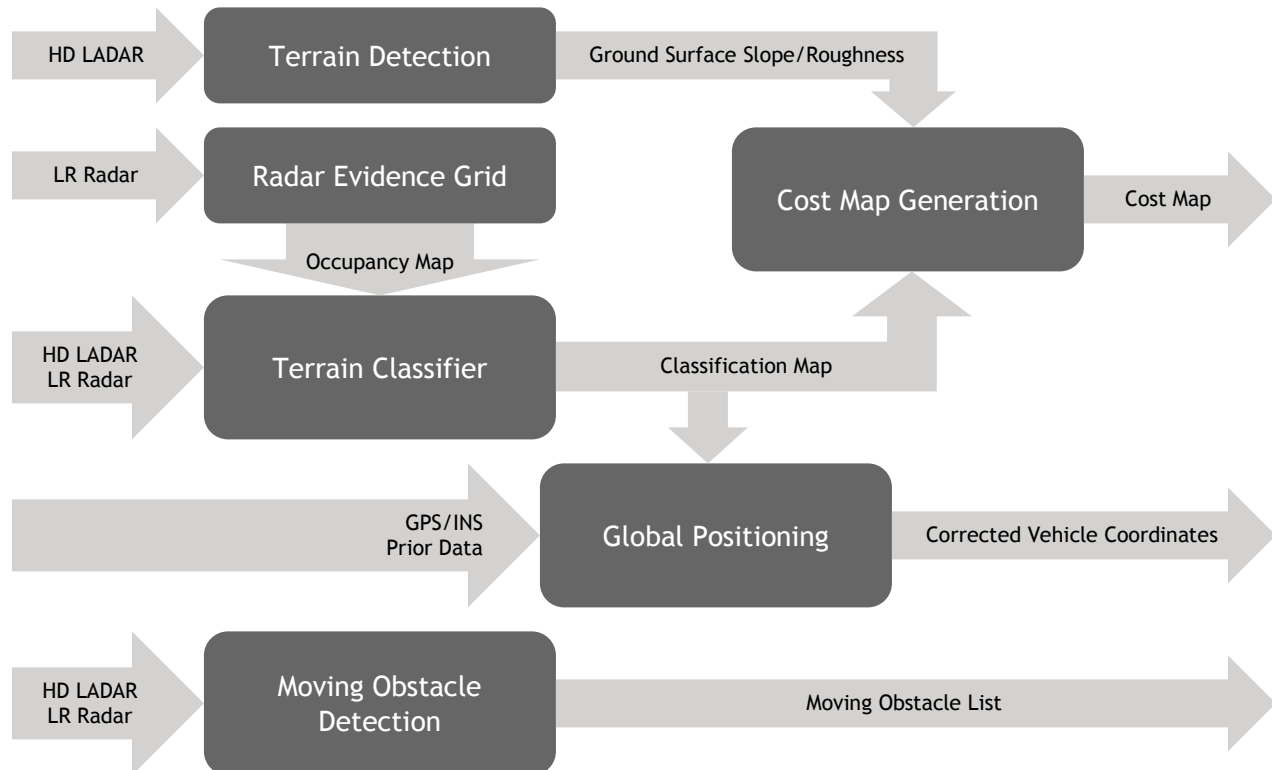 HD LADAR
Terrain Detection
Ground Surface Slope/Roughness
LR Radar
Radar Evidence Grid
Cost Map Generation
Cost Map
Occupancy Map
HD LADAR
LR Radar
Terrain Classifier
Classification Map
GPS/INS
Prior Data
Global Positioning
Corrected Vehicle Coordinates
HD LADAR
LR Radar
Moving Obstacle
Detection
Moving Obstacle List